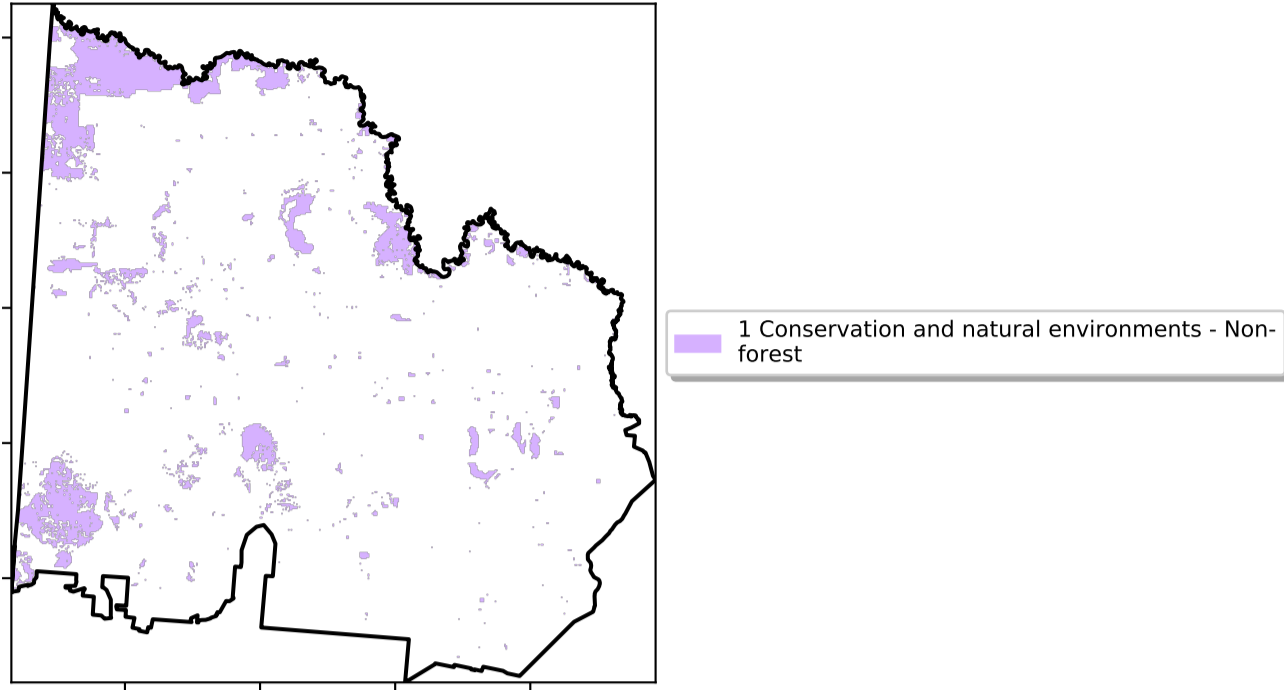 1 Conservation and natural environments - Non-
forest